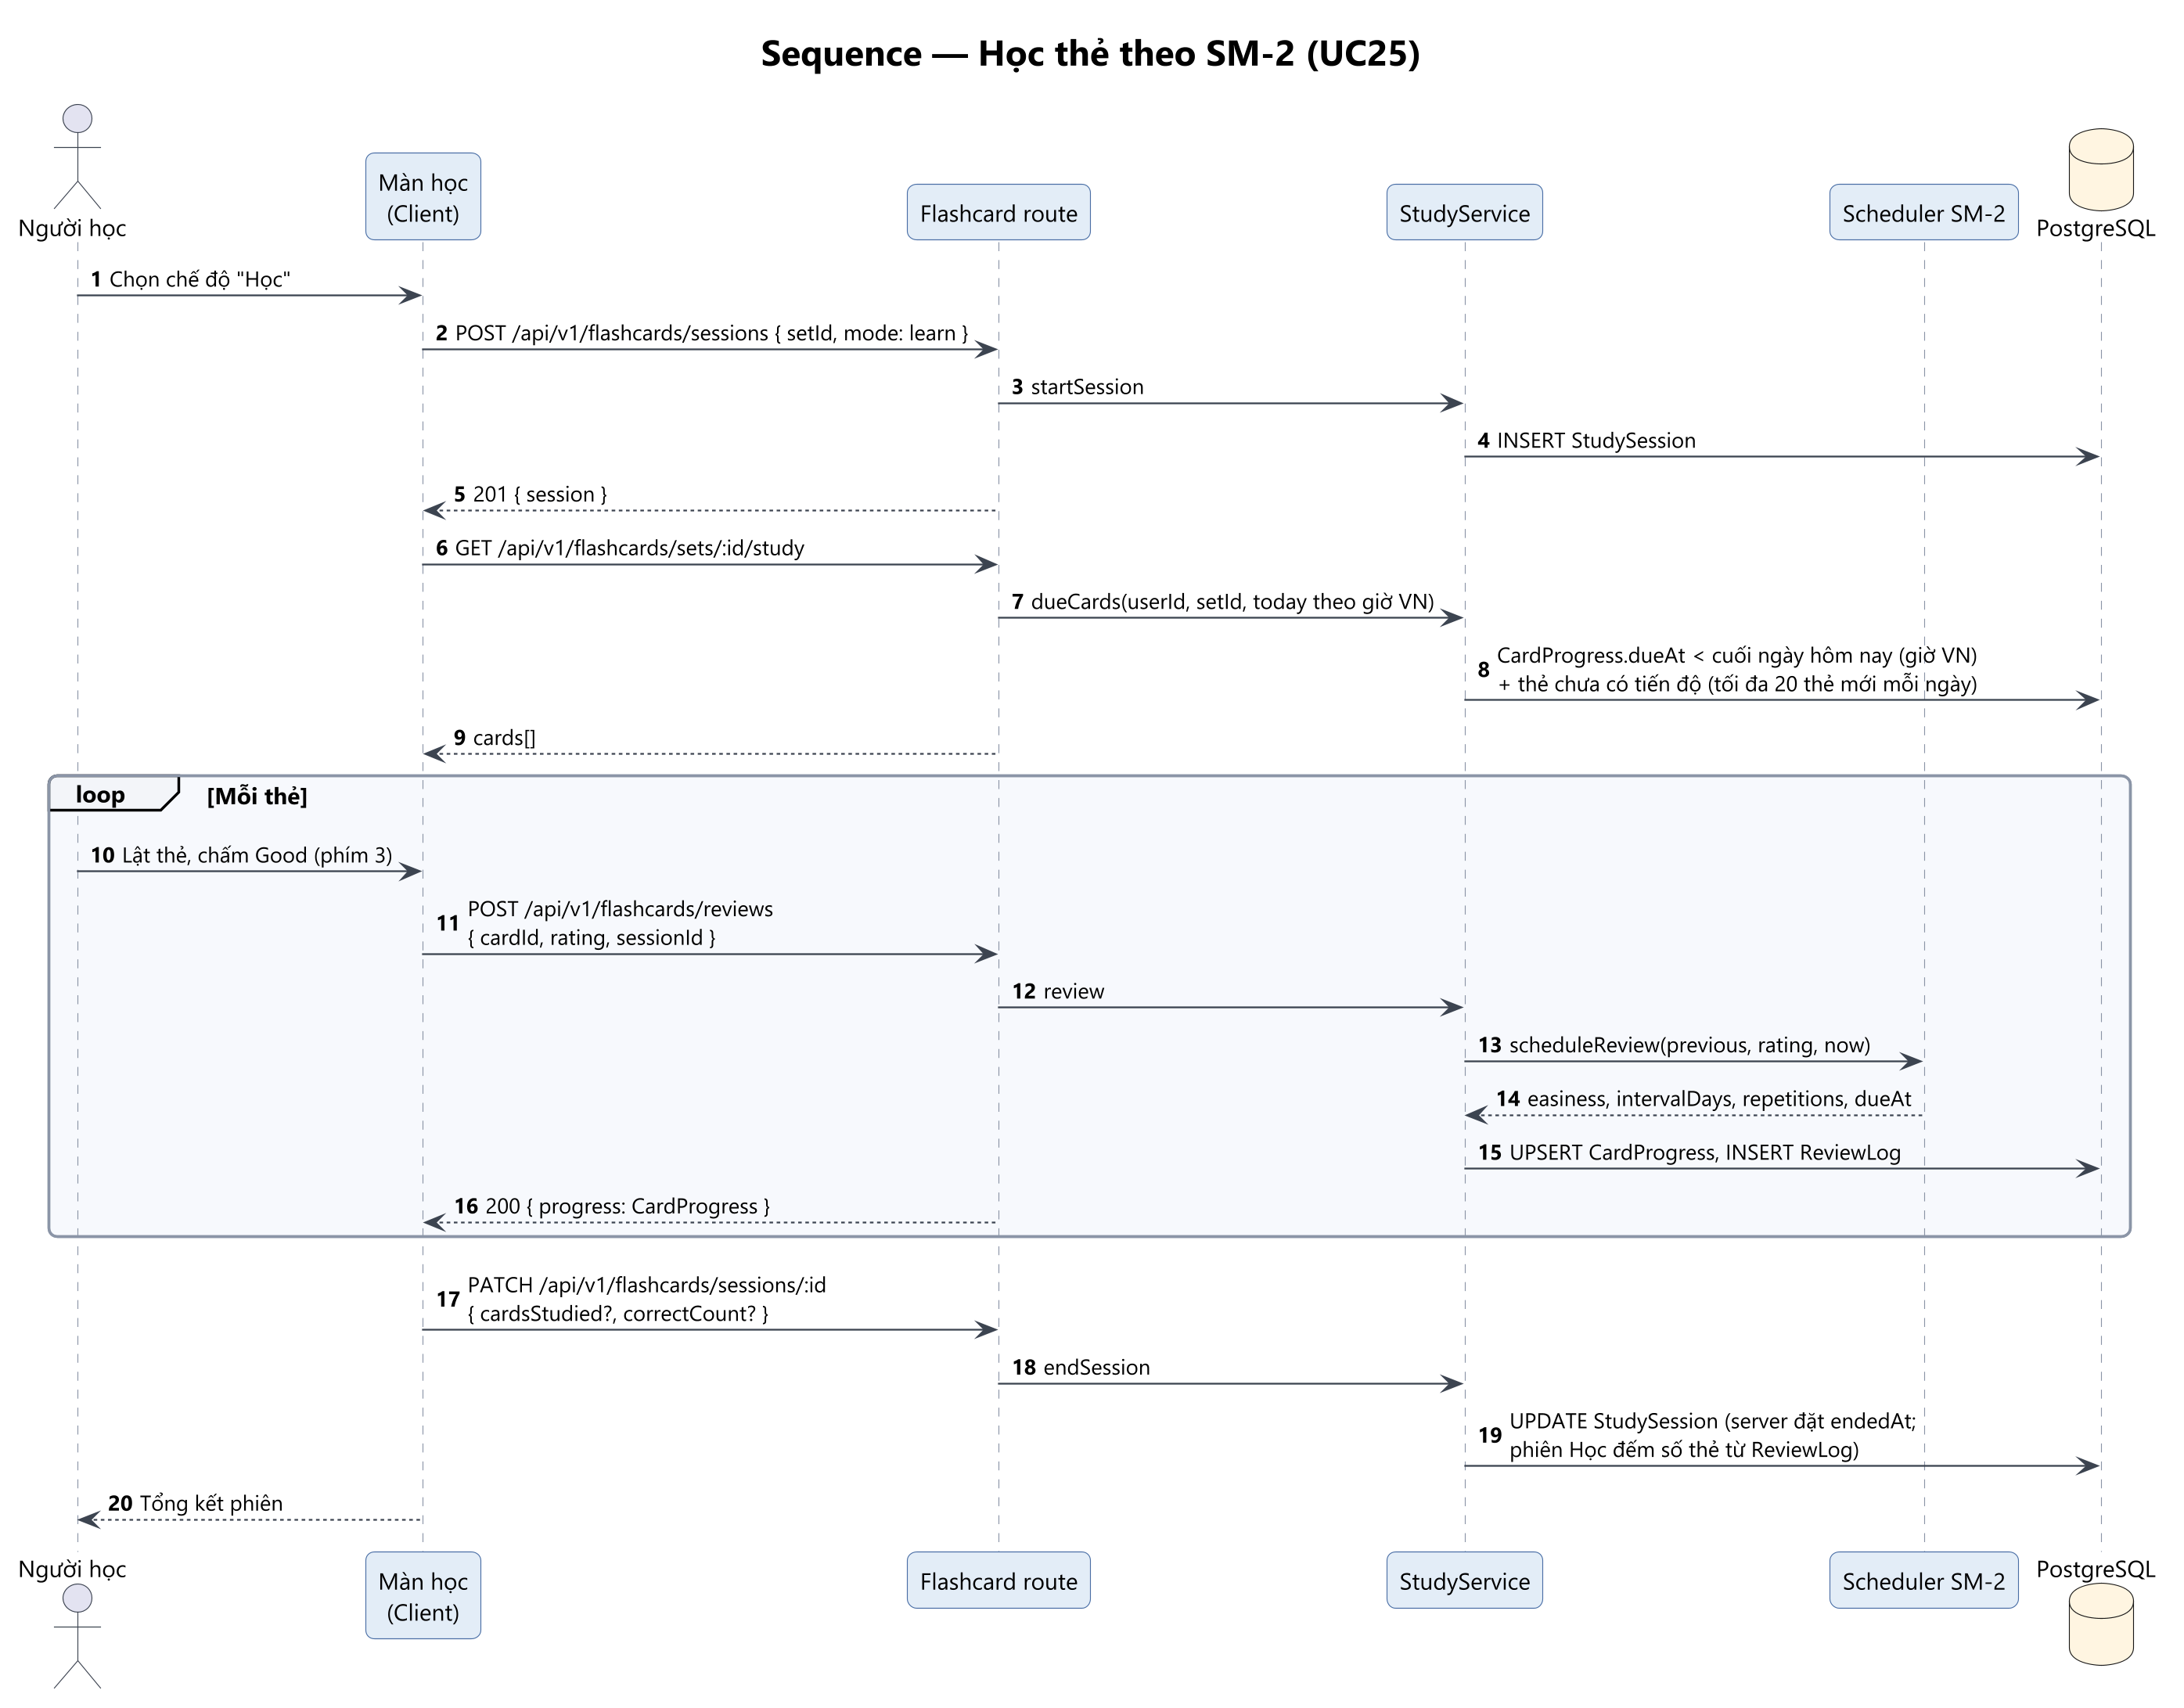 Sequence — Học thẻ theo SM-2 (UC25)
Người học
Màn học
(Client)
Flashcard route
StudyService
Scheduler SM-2
PostgreSQL
1 Chọn chế độ "Học"
2 POST /api/v1/flashcards/sessions { setId, mode: learn }
3 startSession
4 INSERT StudySession
5 201 { session }
6 GET /api/v1/flashcards/sets/:id/study
7 dueCards(userId, setId, today theo giờ VN)
8 CardProgress.dueAt < cuối ngày hôm nay (giờ VN)
+ thẻ chưa có tiến độ (tối đa 20 thẻ mới mỗi ngày)
9 cards[]
loop [Mỗi thẻ]
10 Lật thẻ, chấm Good (phím 3)
11 POST /api/v1/flashcards/reviews
{ cardId, rating, sessionId }
12 review
13 scheduleReview(previous, rating, now)
14 easiness, intervalDays, repetitions, dueAt
15 UPSERT CardProgress, INSERT ReviewLog
16 200 { progress: CardProgress }
17 PATCH /api/v1/flashcards/sessions/:id
{ cardsStudied?, correctCount? }
18 endSession
19 UPDATE StudySession (server đặt endedAt;
phiên Học đếm số thẻ từ ReviewLog)
20 Tổng kết phiên
Người học
Màn học
(Client)
Flashcard route
StudyService
Scheduler SM-2
PostgreSQL